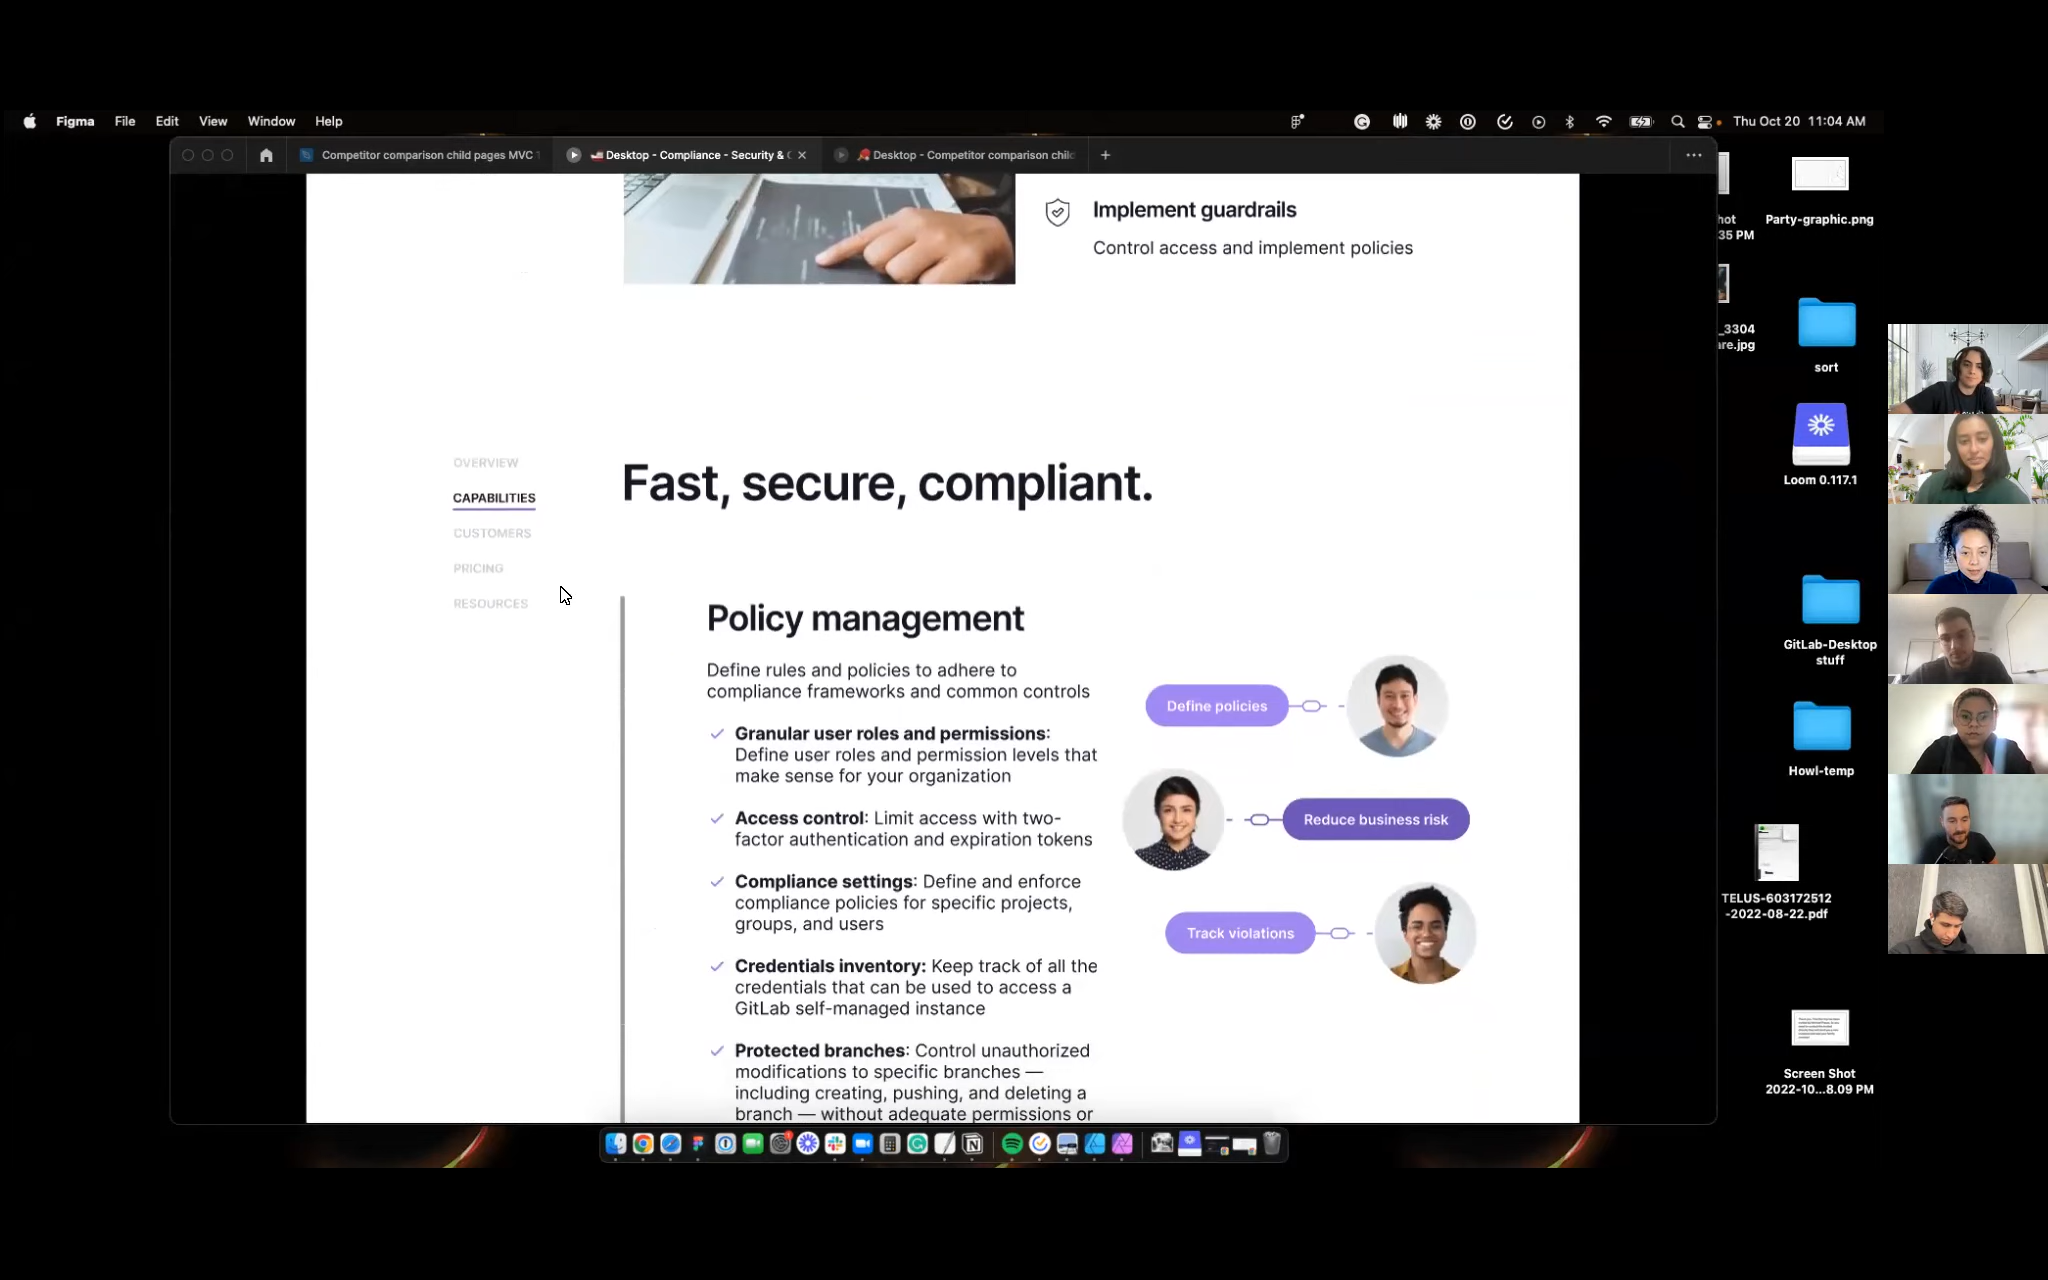 Figma File Edit View Window Help
Thu Oct 20 11:04 AM
Competitor comparison child pages MVC
Desktop - Compliance - Security &
Desktop - Competitor comparison chil
Implement guardrails
Control access and implement policies
OVERVIEW
CAPABILITIES
CUSTOMERS
PRICING
RESOURCES
Fast, secure, compliant.
Policy management
Define rules and policies to adhere to
compliance frameworks and common controls
Granular user roles and permissions:
Define user roles and permission levels that
make sense for your organization
Access control: Limit access with two-
factor authentication and expiration tokens
Compliance settings: Define and enforce
compliance policies for specific projects,
groups, and users
Credentials inventory: Keep track of all the
credentials that can be used to access a
GitLab self-managed instance
Protected branches: Control unauthorized
modifications to specific branches —
including creating, pushing, and deleting a
branch — without adequate permissions or
Define policies
Reduce business risk
Track violations
hot
35 PM
Party-graphic.png
_3304
re.jpg
sort
Loom 0.117.1
GitLab-Desktop
stuff
Howl-temp
TELUS-603172512
-2022-08-22.pdf
Screen Shot
2022-10...8.09 PM